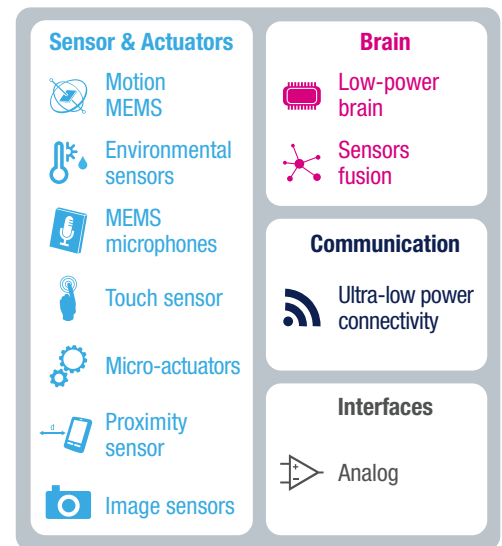 Sensor & Actuators
Motion
MEMS
Environmental
sensors
MEMS
microphones
Touch sensor
Micro-actuators
d
Proximity
sensor
Image sensors
Brain
Low-power
brain
Sensors
fusion
Communication
Ultra-low power
connectivity
Interfaces
+
-
Analog